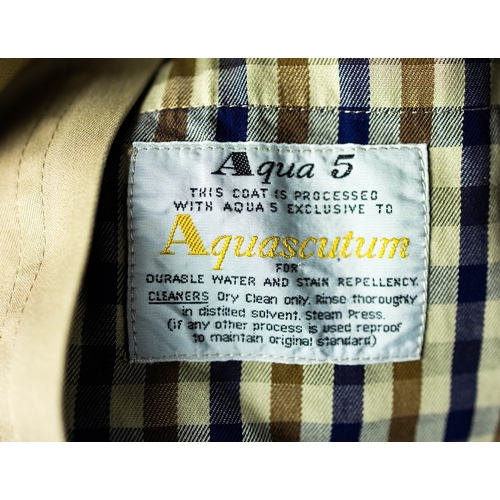 Aqua 5
THIS COAT IS PROCESSED
WITH AQUA 5 EXCLUSIVE TO
Aquascutum
FOR
DURABLE WATER AND STAIN REPELLENCY.
CLEANERS Dry Clean only. Rinse thoroughly
in distilled solvent. Steam Press.
(if any other process is used reproof
to maintain original standard)